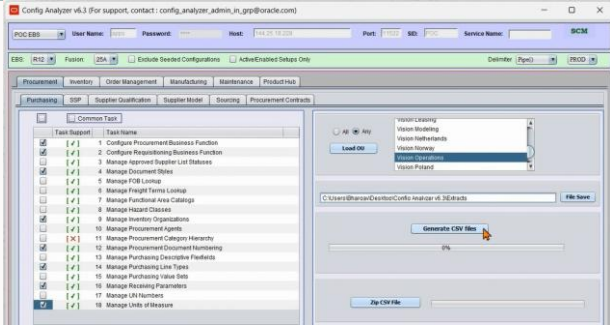 Config Analyzer v6.3 (For support, contact : config_analyzer_admin_in_grp@oracle.com)
POC EBS User Name: apps Password: Host: Port: SID: POC Service Name: SCM
EBS: R12 Fusion: 25A Exclude Seeded Configurations Active/Enabled Setups Only Delimiter Pipe(|) PROD
Procurement Inventory Order Management Manufacturing Maintenance Product Hub
Purchasing SSP Supplier Qualification Supplier Model Sourcing Procurement Contracts
Common Task
Task Support Task Name
1 Configure Procurement Business Function
2 Configure Requisitioning Business Function
3 Manage Approved Supplier List Statuses
4 Manage Document Styles
5 Manage FOB Lookup
6 Manage Freight Terms Lookup
7 Manage Functional Area Catalogs
8 Manage Hazard Classes
9 Manage Inventory Organizations
10 Manage Procurement Agents
[X] 11 Manage Procurement Category Hierarchy
12 Manage Procurement Document Numbering
13 Manage Purchasing Descriptive Flexfields
14 Manage Purchasing Line Types
15 Manage Purchasing Value Sets
16 Manage Receiving Parameters
17 Manage UN Numbers
18 Manage Units of Measure
All Any
Load OU
Vision Leasing
Vision Modeling
Vision Netherlands
Vision Norway
Vision Operations
Vision Poland
File Save
Generate CSV files
0%
Zip CSV File